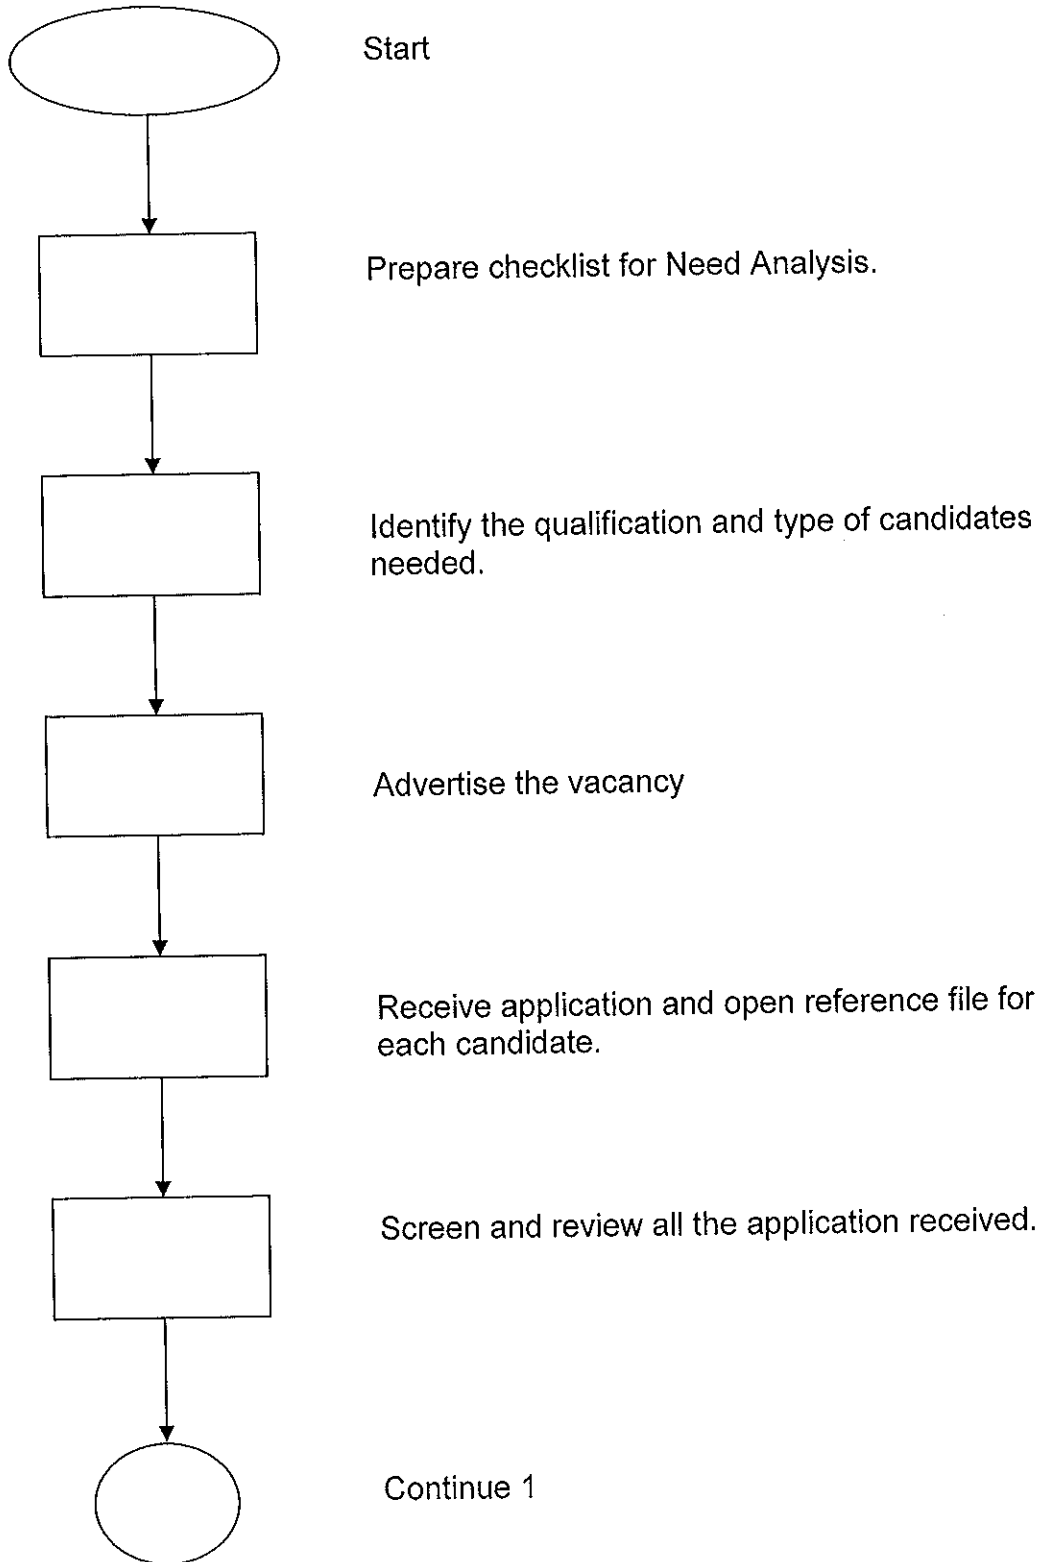 Start
Prepare checklist for Need Analysis.
Identify the qualification and type of candidates
needed.
Advertise the vacancy
Receive application and open reference file for
each candidate.
Screen and review all the application received.
Continue 1